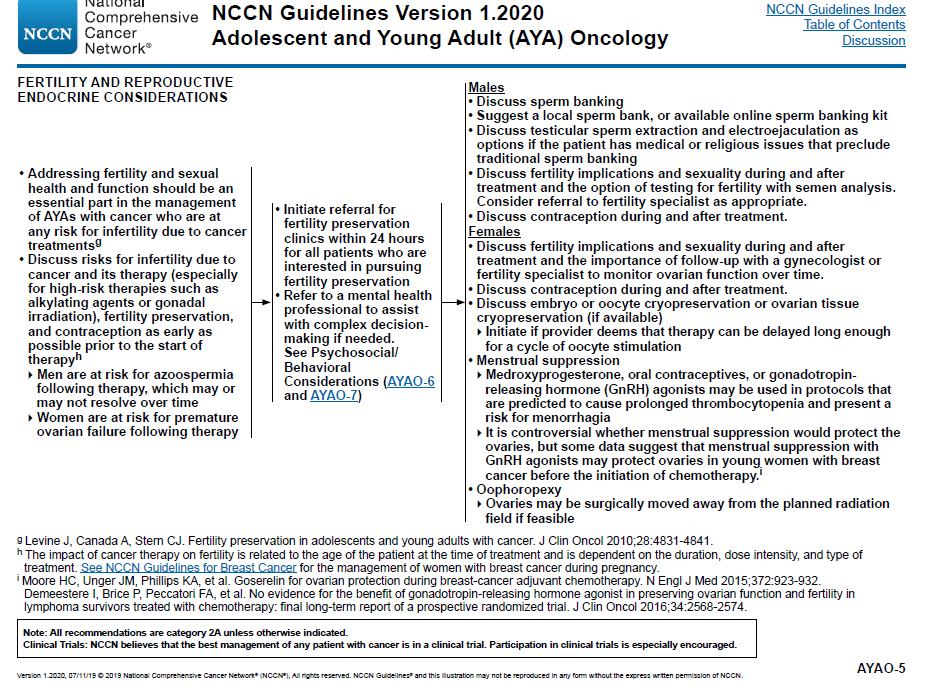 National
Comprehensive
NCCN Cancer
Network®
NCCN Guidelines Version 1.2020
Adolescent and Young Adult (AYA) Oncology
NCCN Guidelines Index
Table of Contents
Discussion
FERTILITY AND REPRODUCTIVE
ENDOCRINE CONSIDERATIONS
• Addressing fertility and sexual
health and function should be an
essential part in the management
of AYAs with cancer who are at
any risk for infertility due to cancer
treatmentsg
• Discuss risks for infertility due to
cancer and its therapy (especially
for high-risk therapies such as
alkylating agents or gonadal
irradiation), fertility preservation,
and contraception as early as
possible prior to the start of
therapyh
Men are at risk for azoospermia
following therapy, which may or
may not resolve over time
Women are at risk for premature
ovarian failure following therapy
• Initiate referral for
fertility preservation
clinics within 24 hours
for all patients who are
interested in pursuing
fertility preservation
• Refer to a mental health
professional to assist
with complex decision-
making if needed.
See Psychosocial/
Behavioral
Considerations (AYAO-6
and AYAO-7)
Males
• Discuss sperm banking
• Suggest a local sperm bank, or available online sperm banking kit
• Discuss testicular sperm extraction and electroejaculation as
options if the patient has medical or religious issues that preclude
traditional sperm banking
• Discuss fertility implications and sexuality during and after
treatment and the option of testing for fertility with semen analysis.
Consider referral to fertility specialist as appropriate.
• Discuss contraception during and after treatment.
Females
• Discuss fertility implications and sexuality during and after
treatment and the importance of follow-up with a gynecologist or
fertility specialist to monitor ovarian function over time.
• Discuss contraception during and after treatment.
• Discuss embryo or oocyte cryopreservation or ovarian tissue
cryopreservation (if available)
Initiate if provider deems that therapy can be delayed long enough
for a cycle of oocyte stimulation
• Menstrual suppression
Medroxyprogesterone, oral contraceptives, or gonadotropin-
releasing hormone (GnRH) agonists may be used in protocols that
are predicted to cause prolonged thrombocytopenia and present a
risk for menorrhagia
It is controversial whether menstrual suppression would protect the
ovaries, but some data suggest that menstrual suppression with
GnRH agonists may protect ovaries in young women with breast
cancer before the initiation of chemotherapy.i
• Oophoropexy
Ovaries may be surgically moved away from the planned radiation
field if feasible
g Levine J, Canada A, Stern CJ. Fertility preservation in adolescents and young adults with cancer. J Clin Oncol 2010;28:4831-4841.
h The impact of cancer therapy on fertility is related to the age of the patient at the time of treatment and is dependent on the duration, dose intensity, and type of
treatment. See NCCN Guidelines for Breast Cancer for the management of women with breast cancer during pregnancy.
i Moore HC, Unger JM, Phillips KA, et al. Goserelin for ovarian protection during breast-cancer adjuvant chemotherapy. N Engl J Med 2015;372:923-932.
Demeestere I, Brice P, Peccatori FA, et al. No evidence for the benefit of gonadotropin-releasing hormone agonist in preserving ovarian function and fertility in
lymphoma survivors treated with chemotherapy: final long-term report of a prospective randomized trial. J Clin Oncol 2016;34:2568-2574.
Note: All recommendations are category 2A unless otherwise indicated.
Clinical Trials: NCCN believes that the best management of any patient with cancer is in a clinical trial. Participation in clinical trials is especially encouraged.
AYAO-5
Version 1.2020, 07/11/19 © 2019 National Comprehensive Cancer Network® (NCCN®), All rights reserved. NCCN Guidelines® and this illustration may not be reproduced in any form without the express written permission of NCCN.